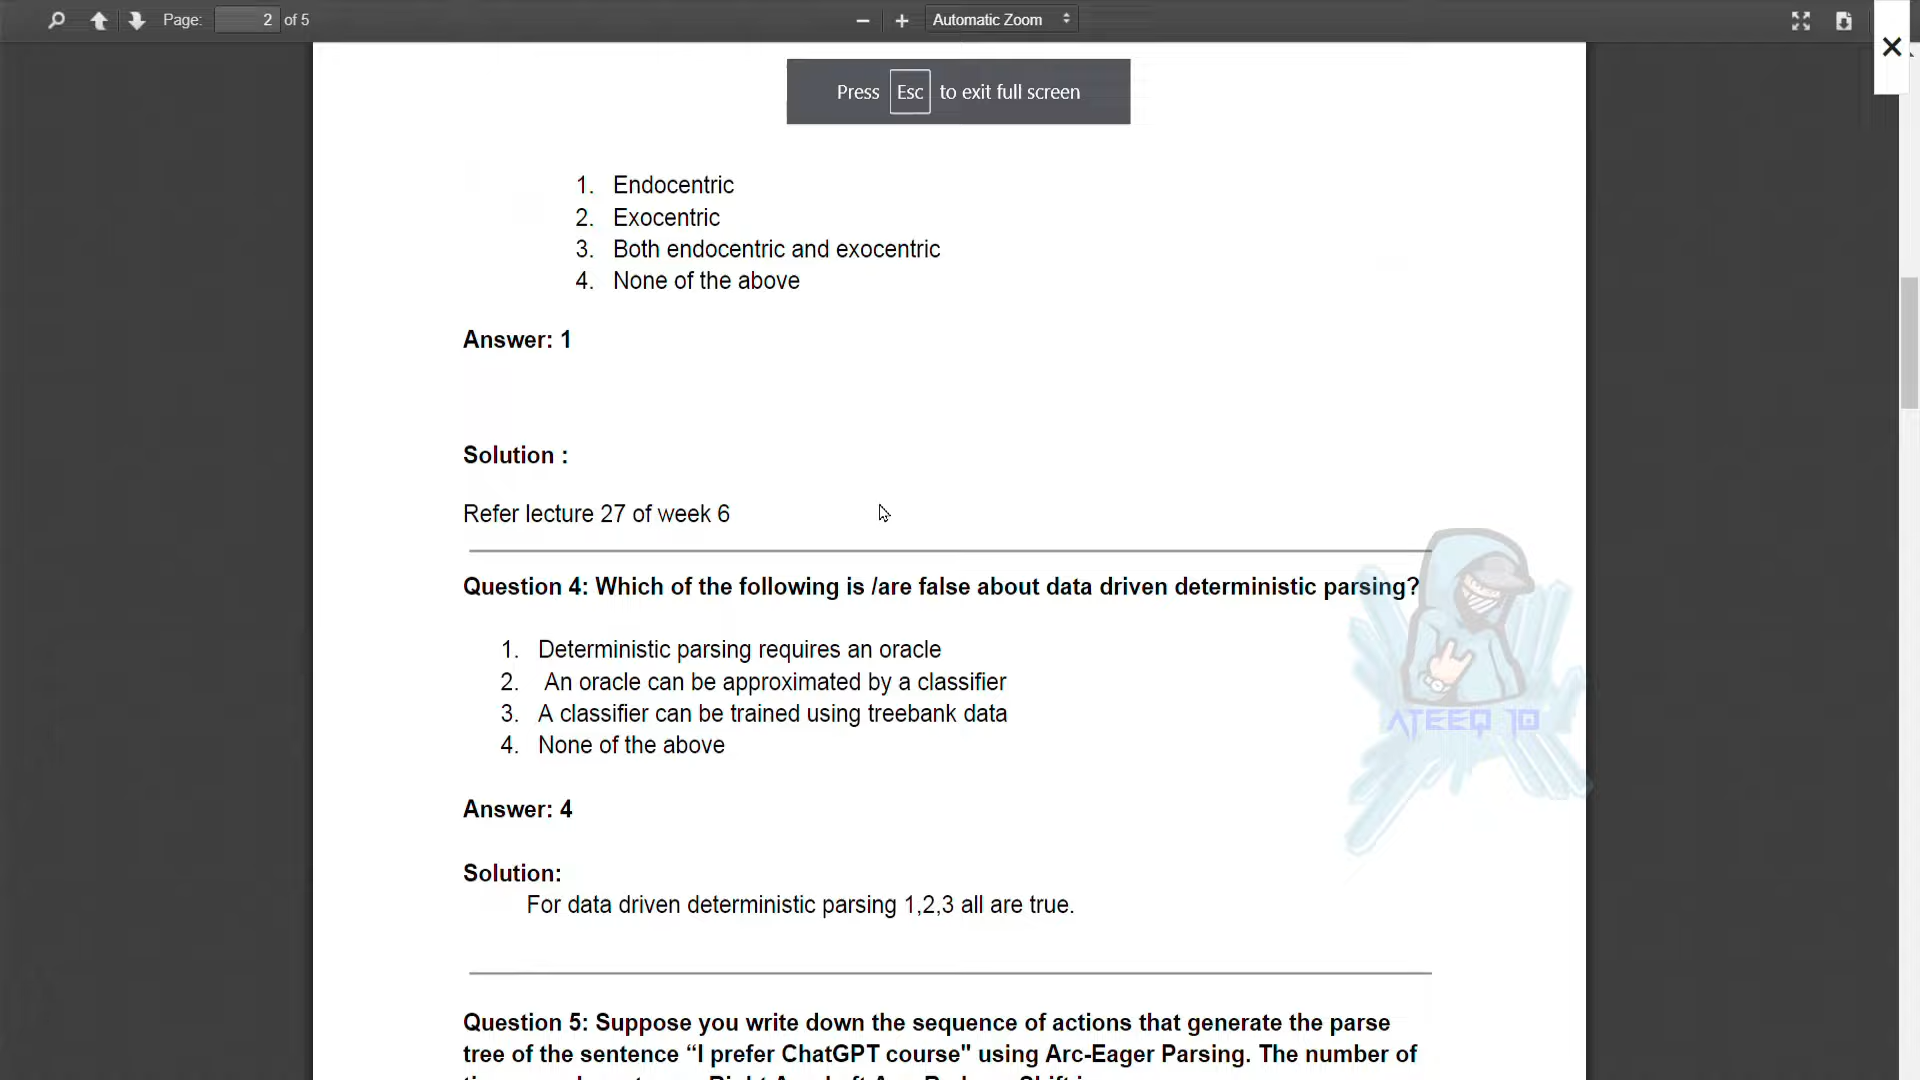 Page: 2 of 5
Automatic Zoom
Press Esc to exit full screen
1. Endocentric
2. Exocentric
3. Both endocentric and exocentric
4. None of the above
Answer: 1
Solution :
Refer lecture 27 of week 6
Question 4: Which of the following is /are false about data driven deterministic parsing?
1. Deterministic parsing requires an oracle
2. An oracle can be approximated by a classifier
3. A classifier can be trained using treebank data
4. None of the above
ATEEQ 10
Answer: 4
Solution:
For data driven deterministic parsing 1,2,3 all are true.
Question 5: Suppose you write down the sequence of actions that generate the parse
tree of the sentence “I prefer ChatGPT course" using Arc-Eager Parsing. The number of